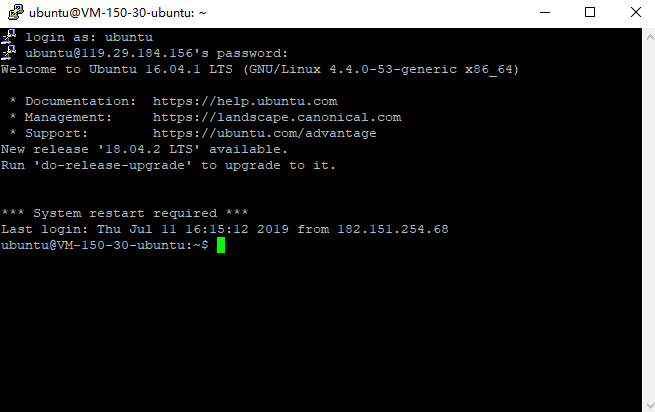 ubuntu@VM-150-30-ubuntu: ~
login as: ubuntu
ubuntu@119.29.184.156's password:
Welcome to Ubuntu 16.04.1 LTS (GNU/Linux 4.4.0-53-generic x86_64)
* Documentation:  https://help.ubuntu.com
* Management:     https://landscape.canonical.com
* Support:        https://ubuntu.com/advantage
New release '18.04.2 LTS' available.
Run 'do-release-upgrade' to upgrade to it.
*** System restart required ***
Last login: Thu Jul 11 16:15:12 2019 from 182.151.254.68
ubuntu@VM-150-30-ubuntu:~$